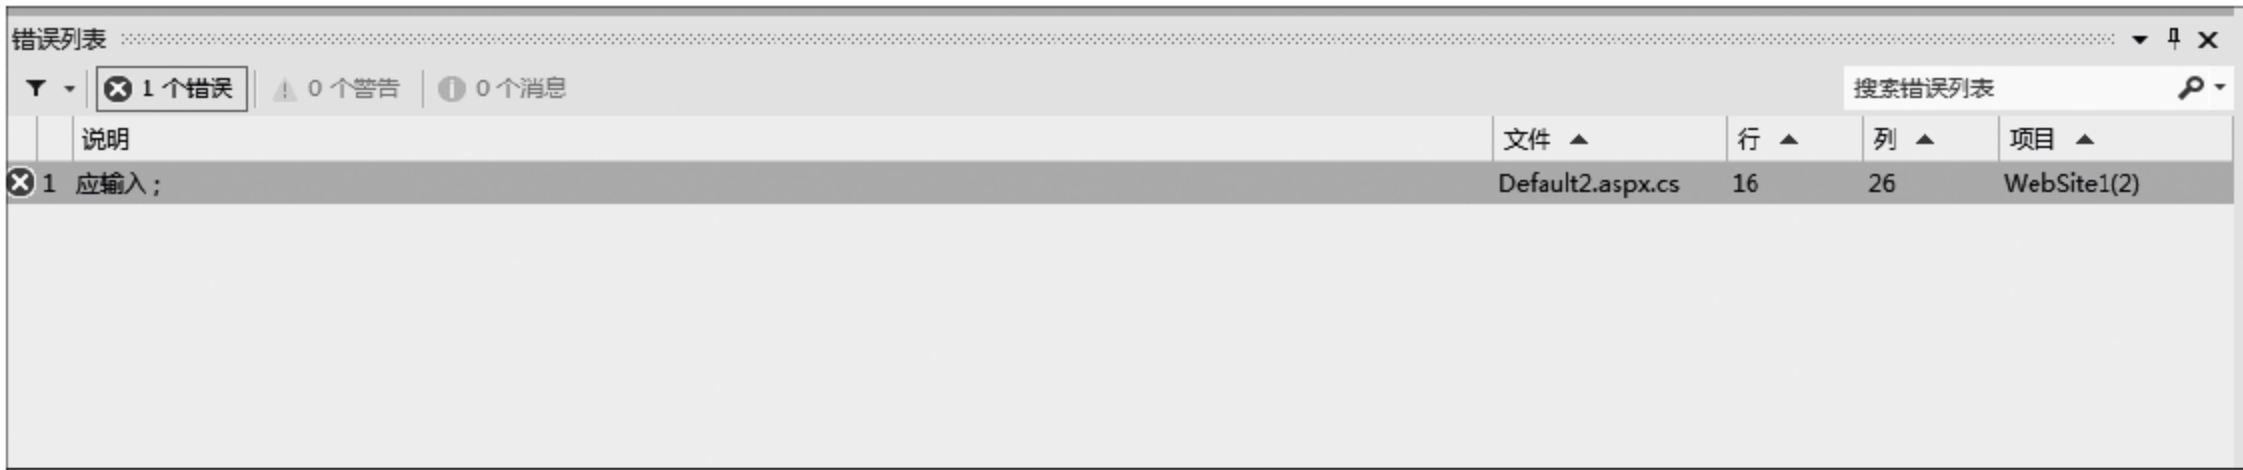 错误列表
1 个错误 0 个警告 0 个消息 搜索错误列表
说明 文件 行 列 项目
1 应输入 ; Default2.aspx.cs 16 26 WebSite1(2)